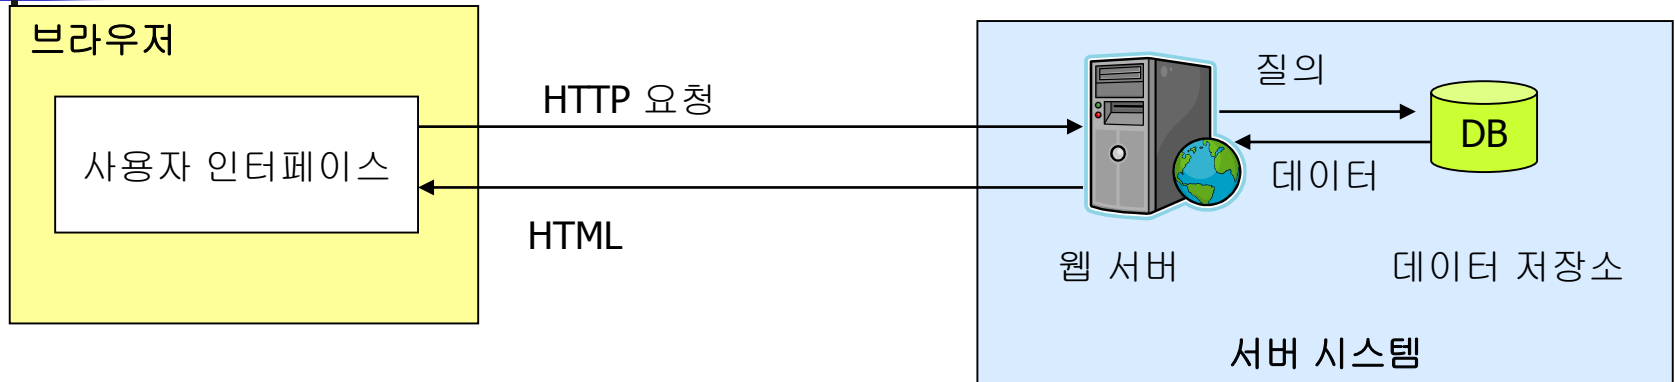 브라우저
사용자 인터페이스
HTTP 요청
HTML
질의
DB
데이터
웹 서버
데이터 저장소
서버 시스템